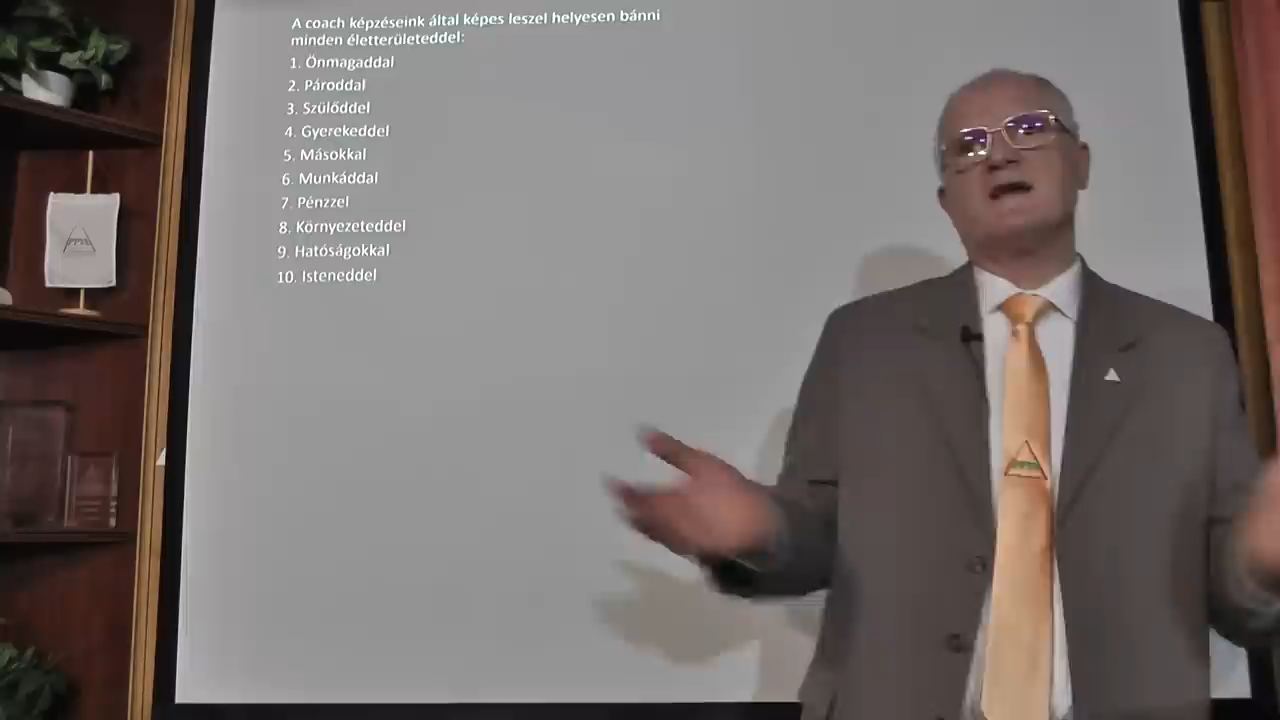 A coach képzéseink által képes leszel helyesen bánni
minden életterületeddel:
1. Önmagaddal
2. Pároddal
3. Szülőddel
4. Gyerekeddel
5. Másokkal
6. Munkáddal
7. Pénzzel
8. Környezeteddel
9. Hatóságokkal
10. Isteneddel